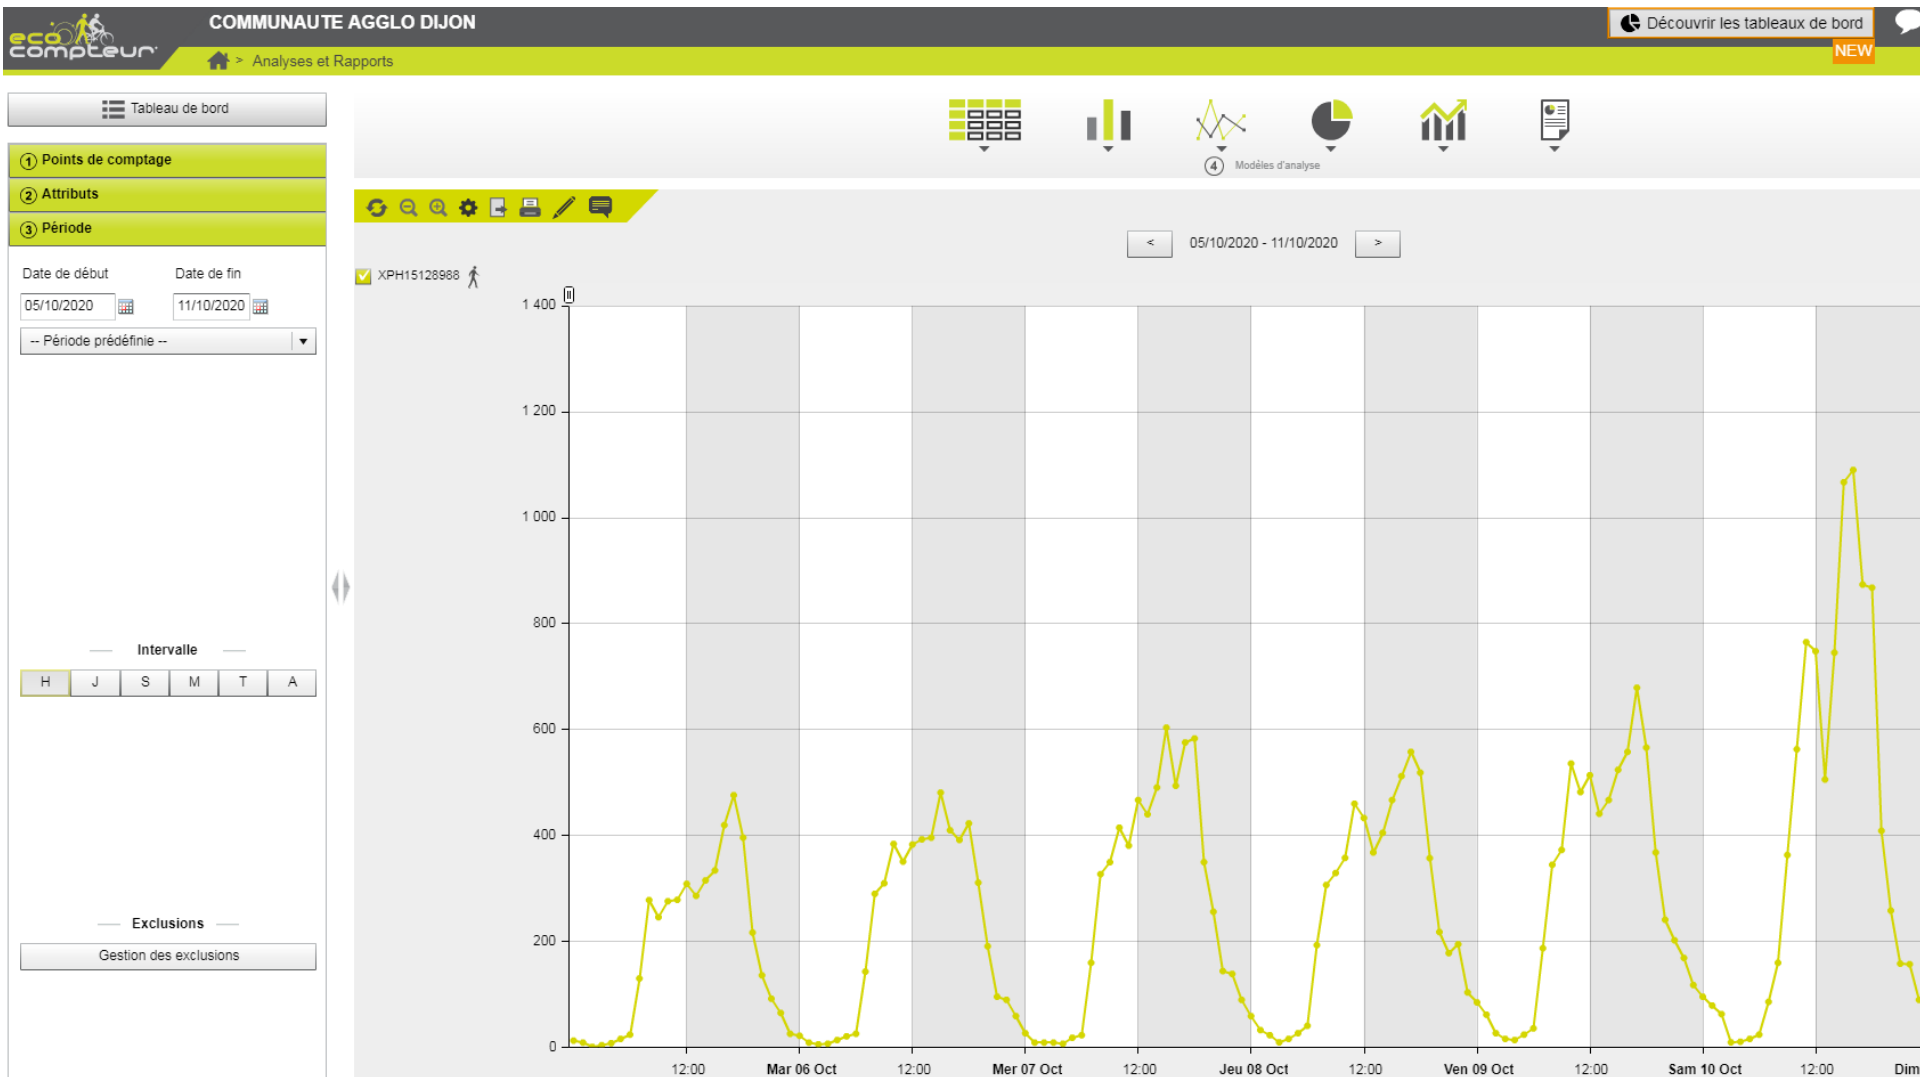 eco compteur
COMMUNAUTE AGGLO DIJON
Découvrir les tableaux de bord
NEW
> Analyses et Rapports
Tableau de bord
1 Points de comptage
2 Attributs
3 Période
Date de début Date de fin
05/10/2020 11/10/2020
-- Période prédéfinie --
Intervalle
H J S M T A
Exclusions
Gestion des exclusions
4 Modèles d'analyse
< 05/10/2020 - 11/10/2020 >
XPH15128988
1 400
1 200
1 000
800
600
400
200
0
12:00 Mar 06 Oct 12:00 Mer 07 Oct 12:00 Jeu 08 Oct 12:00 Ven 09 Oct 12:00 Sam 10 Oct 12:00 Dim